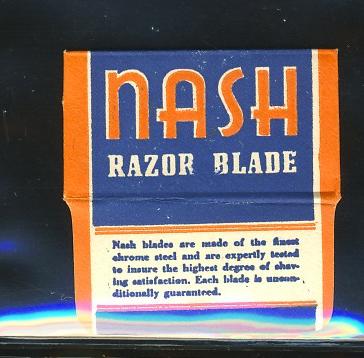 NASH
RAZOR BLADE
Nash blades are made of the finest
chrome steel and are expertly tested
to insure the highest degree of shav-
ing satisfaction. Each blade is uncon-
ditionally guaranteed.